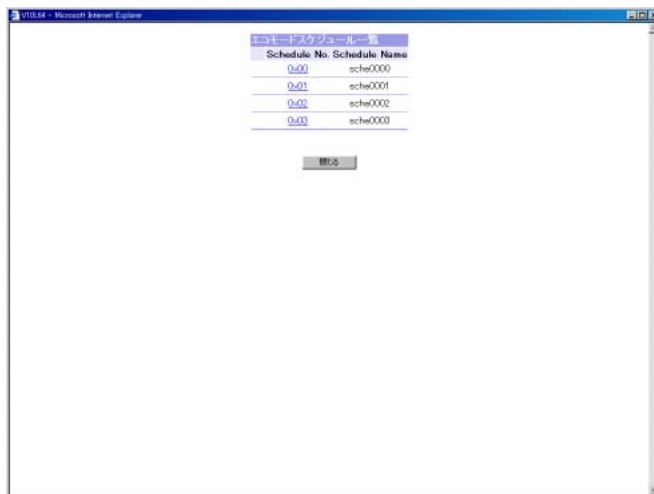 VT0L64 - Microsoft Internet Explorer
エコモードスケジュール一覧
Schedule No. Schedule Name
0x00 sche0000
0x01 sche0001
0x02 sche0002
0x03 sche0003
閉じる